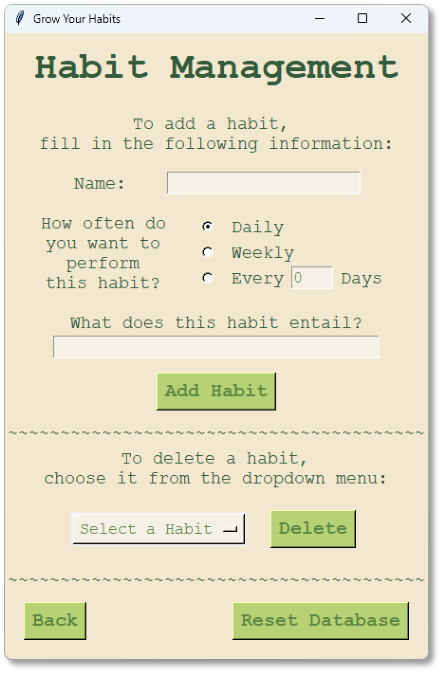 Grow Your Habits
Habit Management
To add a habit,
fill in the following information:
Name:
How often do
you want to
perform
this habit?
Daily
Weekly
Every 0 Days
What does this habit entail?
Add Habit
~~~~~~~~~~~~~~~~~~~~~~~~~~~~~~~~~~~~~~~~~
To delete a habit,
choose it from the dropdown menu:
Select a Habit Delete
~~~~~~~~~~~~~~~~~~~~~~~~~~~~~~~~~~~~~~~~~
Back Reset Database